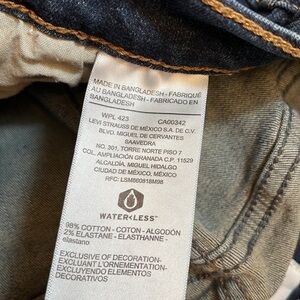 MADE IN BANGLADESH - FABRIQUÉ
AU BANGLADESH - FABRICADO EN
BANGLADESH
WPL 423 CA00342
LEVI STRAUSS DE MÉXICO S.A. DE C.V.
BLVD. MIGUEL DE CERVANTES
SAAVEDRA
NO. 301, TORRE NORTE PISO 7
COL. AMPLIACIÓN GRANADA C.P. 11529
ALCALDÍA, MIGUEL HIDALGO
CIUDAD DE MÉXICO, MÉXICO
RFC: LSM860818M98
WATER<LESS™
98% COTTON - COTON - ALGODÓN
2% ELASTANE - ELASTHANNE -
elastano
EXCLUSIVE OF DECORATION-
EXCLUANT L'ORNEMENTATION-
EXCLUYENDO ELEMENTOS
DECORATIVOS